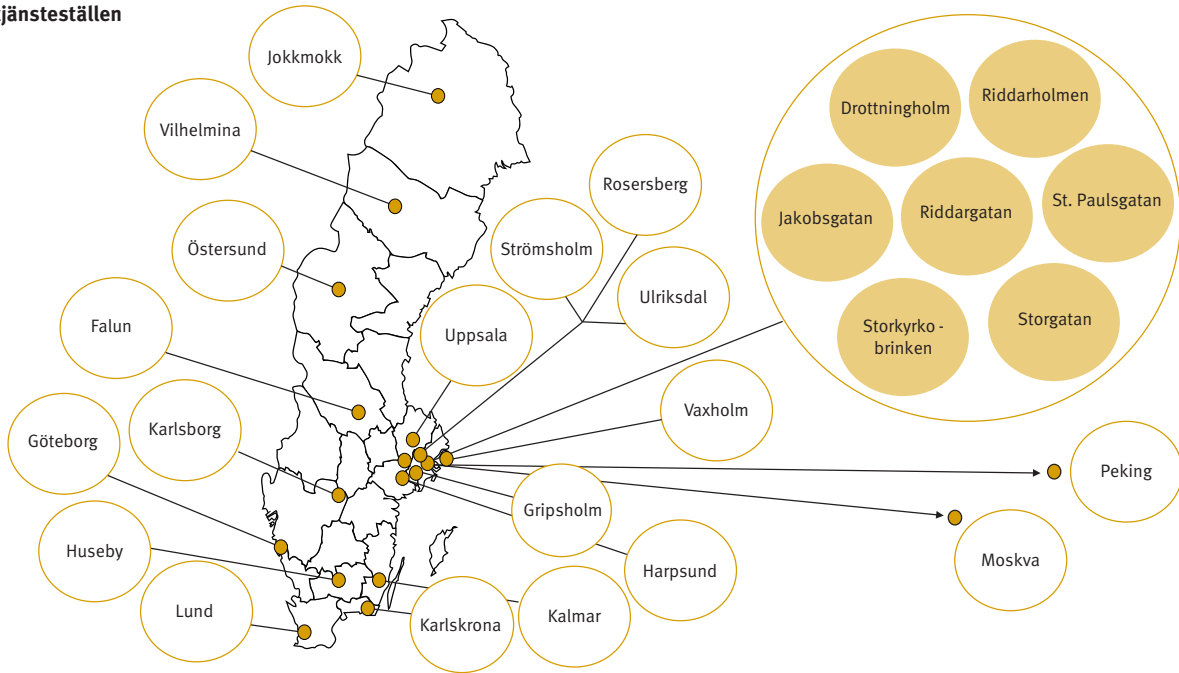 tjänsteställen
Jokkmokk
Vilhelmina
Östersund
Falun
Göteborg
Karlsborg
Huseby
Lund
Rosersberg
Strömsholm
Ulriksdal
Uppsala
Vaxholm
Gripsholm
Harpsund
Kalmar
Karlskrona
Drottningholm
Riddarholmen
Jakobsgatan
Riddargatan
St. Paulsgatan
Storkyrko-
brinken
Storgatan
Peking
Moskva